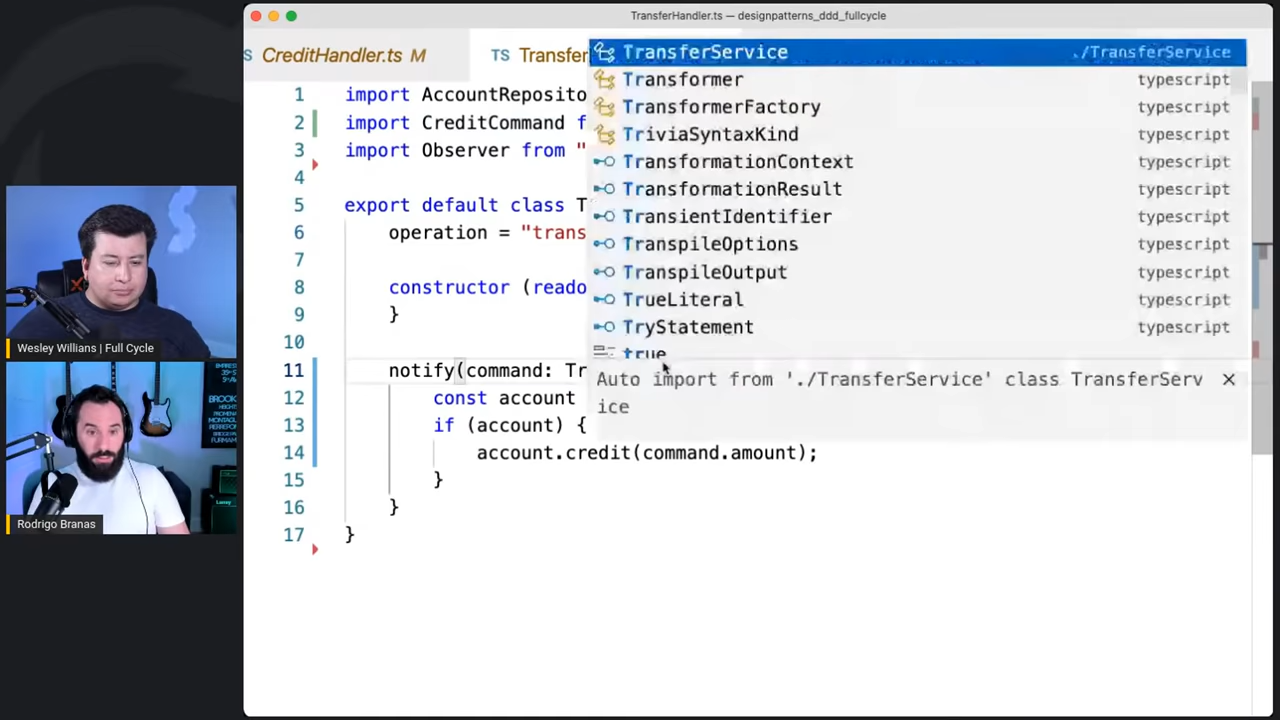 TransferHandler.ts — designpatterns_ddd_fullcycle
CreditHandler.ts M
TS Transfer
1 import AccountReposito
2 import CreditCommand f
3 import Observer from "
4
5 export default class T
6 operation = "trans
7
8 constructor (reado
9 }
10
11 notify(command: Tr
12 const account
13 if (account) {
14 account.credit(command.amount);
15 }
16 }
17 }
TransferService ./TransferService
Transformer typescript
TransformerFactory typescript
TriviaSyntaxKind typescript
TransformationContext typescript
TransformationResult typescript
TransientIdentifier typescript
TranspileOptions typescript
TranspileOutput typescript
TrueLiteral typescript
TryStatement typescript
true
Auto import from './TransferService' class TransferServ
ice
Wesley Willians | Full Cycle
BROOK
Rodrigo Branas